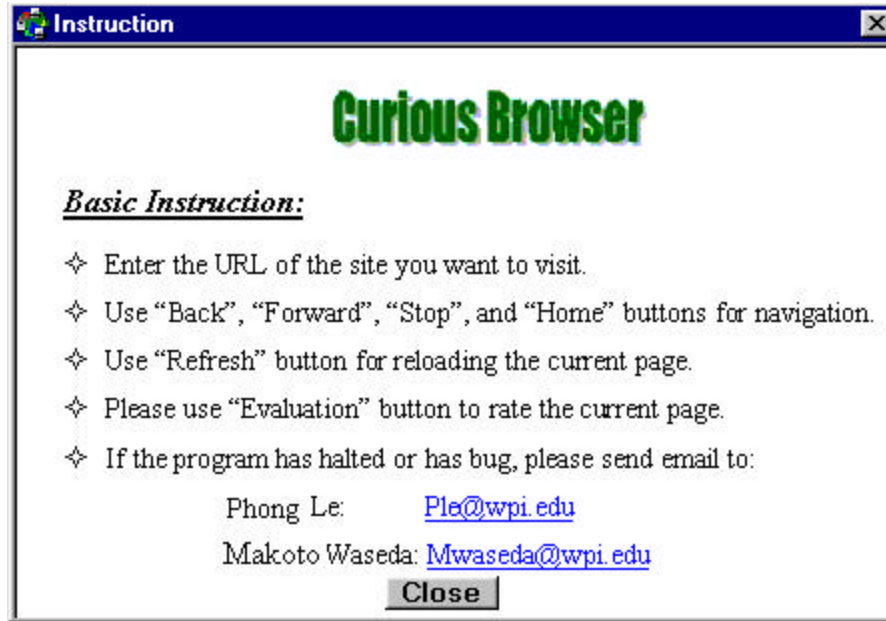 Instruction
Curious Browser
Basic Instruction:
Enter the URL of the site you want to visit.
Use “Back”, “Forward”, “Stop”, and “Home” buttons for navigation.
Use “Refresh” button for reloading the current page.
Please use “Evaluation” button to rate the current page.
If the program has halted or has bug, please send email to:
Phong Le: Ple@wpi.edu
Makoto Waseda: Mwaseda@wpi.edu
Close